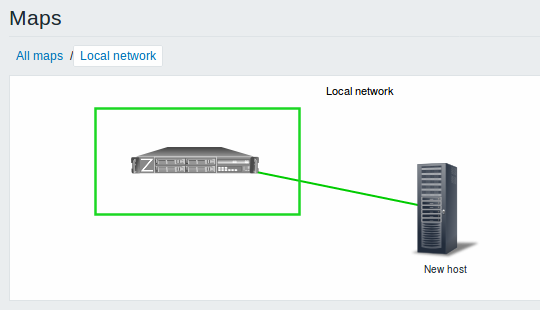 Maps
All maps / Local network
Local network
Z
New host